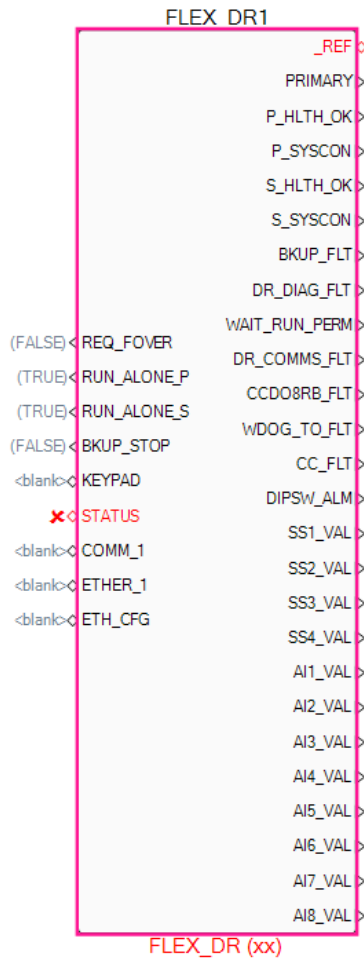 FLEX_DR1
_REF
PRIMARY
P_HLTH_OK
P_SYSCON
S_HLTH_OK
S_SYSCON
BKUP_FLT
DR_DIAG_FLT
WAIT_RUN_PERM
(FALSE) REQ_FOVER
DR_COMMS_FLT
(TRUE) RUN_ALONE_P
CCDO8RB_FLT
(TRUE) RUN_ALONE_S
WDOG_TO_FLT
(FALSE) BKUP_STOP
CC_FLT
<blank> KEYPAD
DIPSW_ALM
STATUS
SS1_VAL
<blank> COMM_1
SS2_VAL
<blank> ETHER_1
SS3_VAL
<blank> ETH_CFG
SS4_VAL
AI1_VAL
AI2_VAL
AI3_VAL
AI4_VAL
AI5_VAL
AI6_VAL
AI7_VAL
AI8_VAL
FLEX_DR (xx)